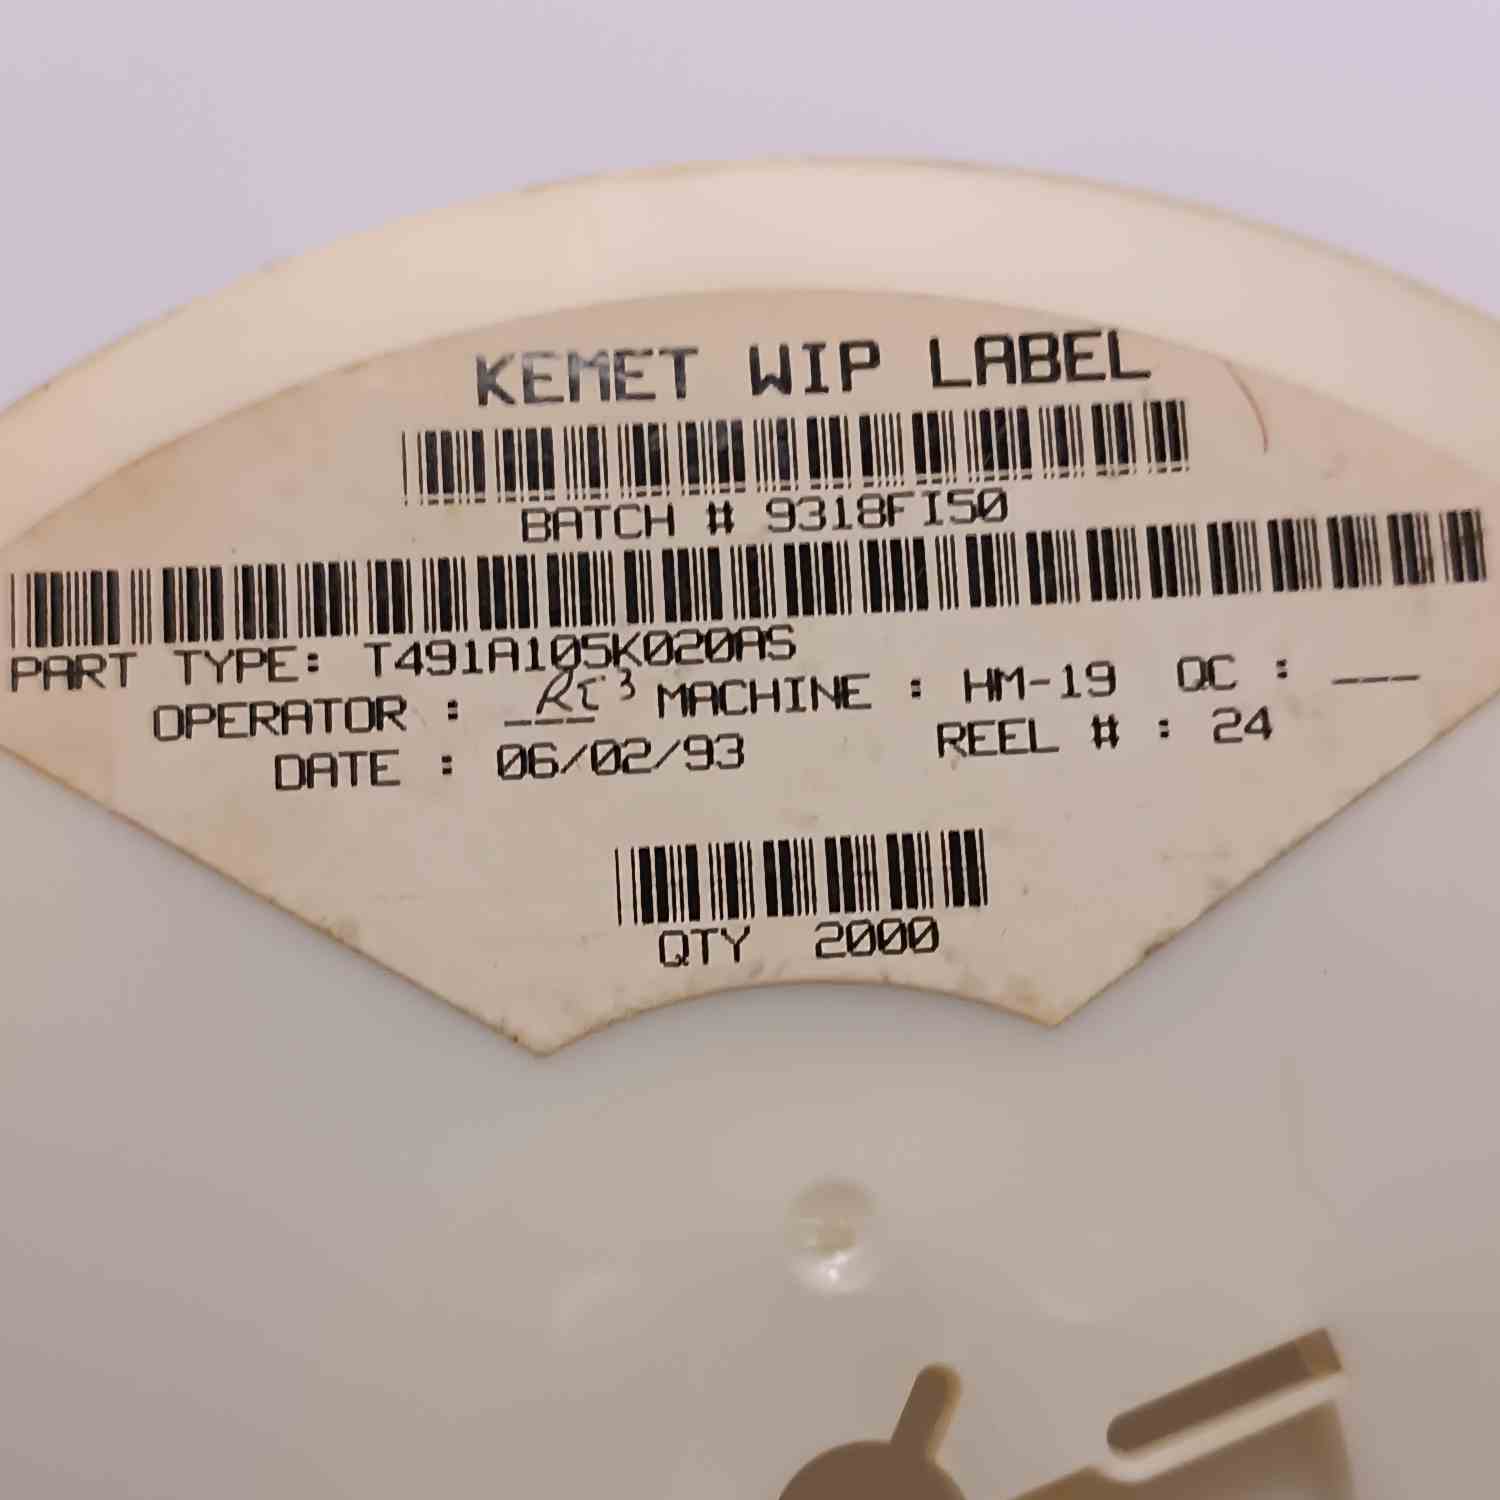 KEMET WIP LABEL
BATCH # 9318FI50
PART TYPE: T491A105K020AS
OPERATOR : MACHINE : HM-19 QC : ___
DATE : 06/02/93 REEL # : 24
QTY 2000